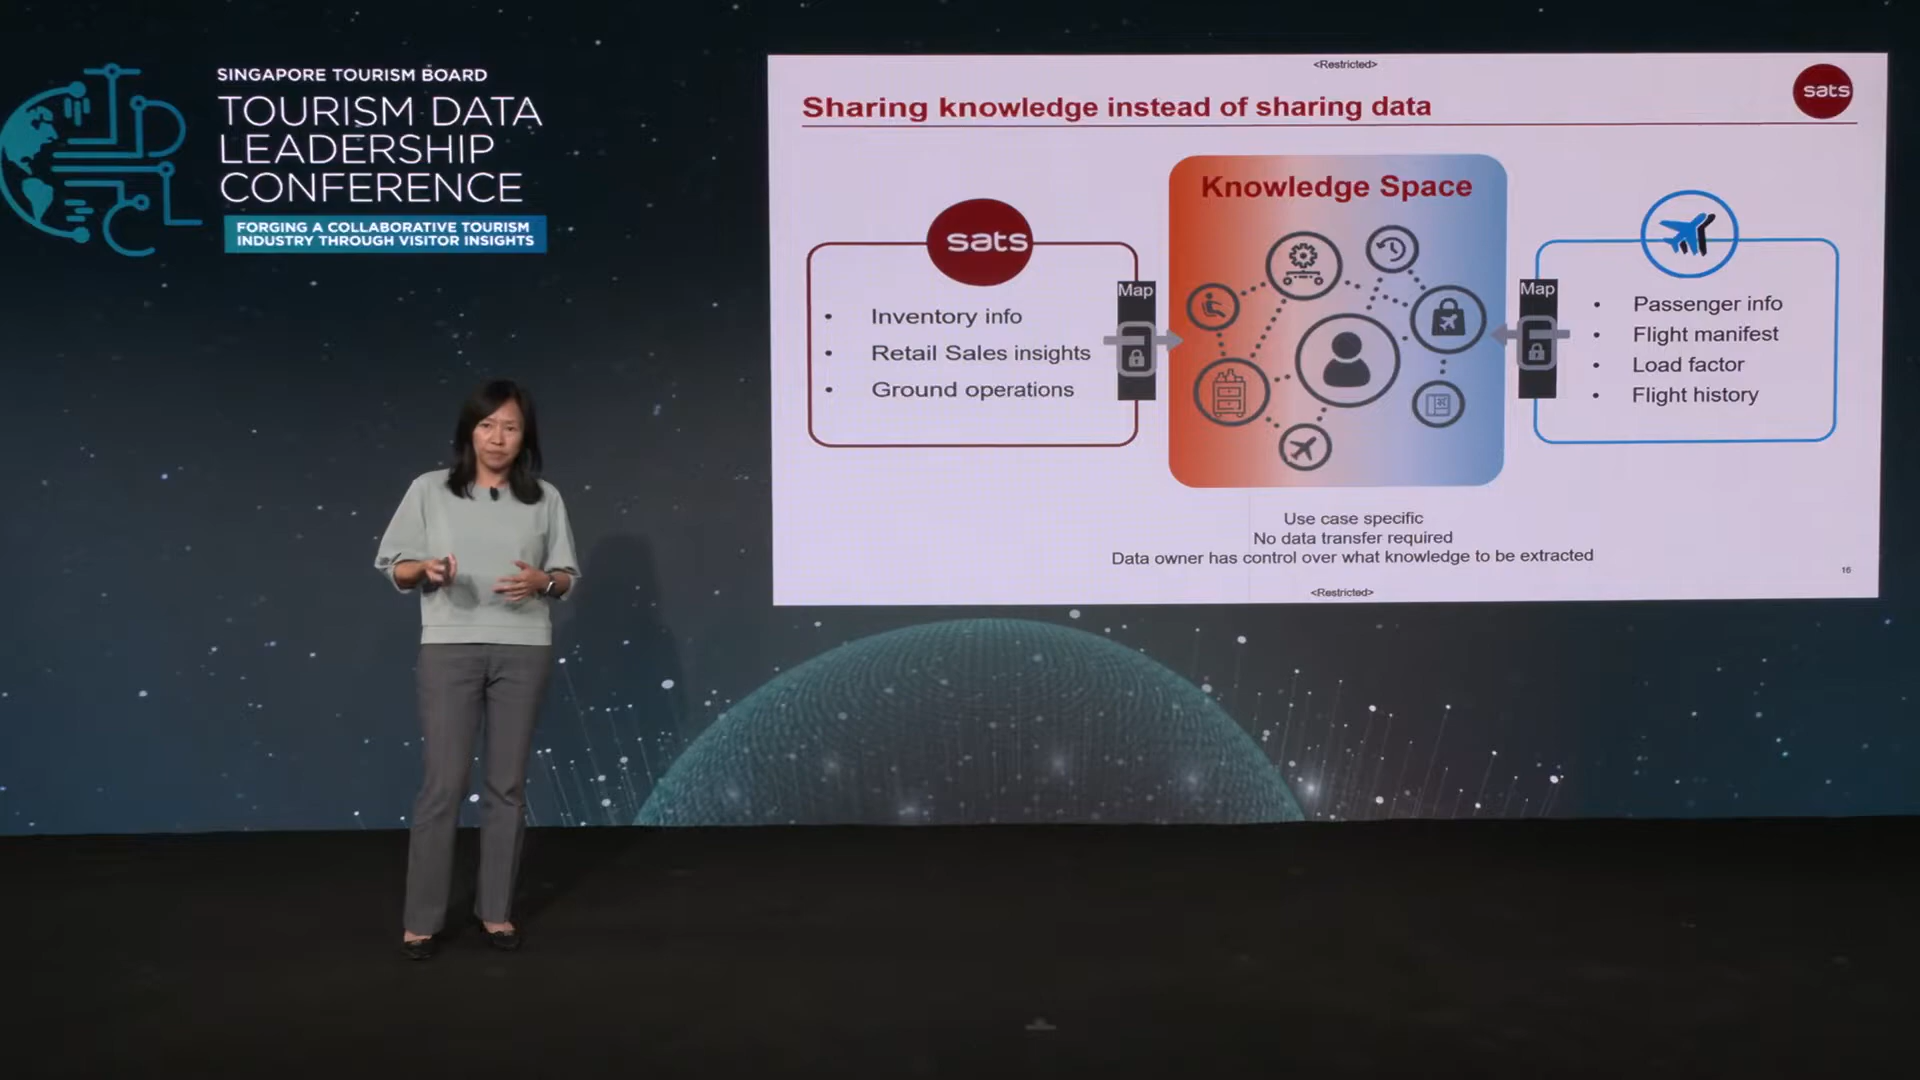 SINGAPORE TOURISM BOARD
TOURISM DATA
LEADERSHIP
CONFERENCE
FORGING A COLLABORATIVE TOURISM
INDUSTRY THROUGH VISITOR INSIGHTS
<Restricted>
Sharing knowledge instead of sharing data
sats
Knowledge Space
sats
Map
• Inventory info
• Retail Sales insights
• Ground operations
Map
• Passenger info
• Flight manifest
• Load factor
• Flight history
Use case specific
No data transfer required
Data owner has control over what knowledge to be extracted
16
<Restricted>